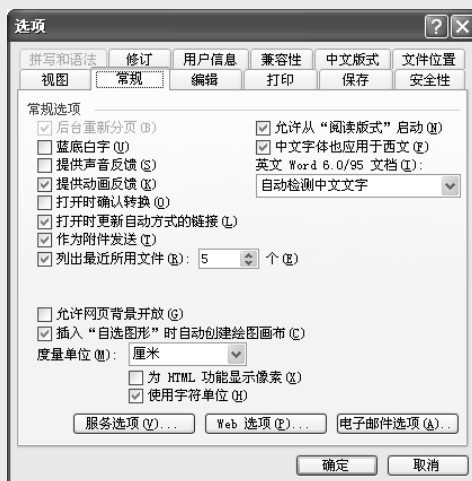 选项
拼写和语法 修订 用户信息 兼容性 中文版式 文件位置
视图 常规 编辑 打印 保存 安全性
常规选项
后台重新分页(B) 允许从“阅读版式”启动(N)
蓝底白字(U) 中文字体也应用于西文(F)
提供声音反馈(S) 英文 Word 6.0/95 文档(I):
提供动画反馈(K) 自动检测中文文字
打开时确认转换(O)
打开时更新自动方式的链接(L)
作为附件发送(T)
列出最近所用文件(R): 5 个(E)
允许网页背景开放(G)
插入“自选图形”时自动创建绘图画布(C)
度量单位(M): 厘米
为 HTML 功能显示像素(X)
使用字符单位(H)
服务选项(V)... Web 选项(P)... 电子邮件选项(A)..
确定 取消